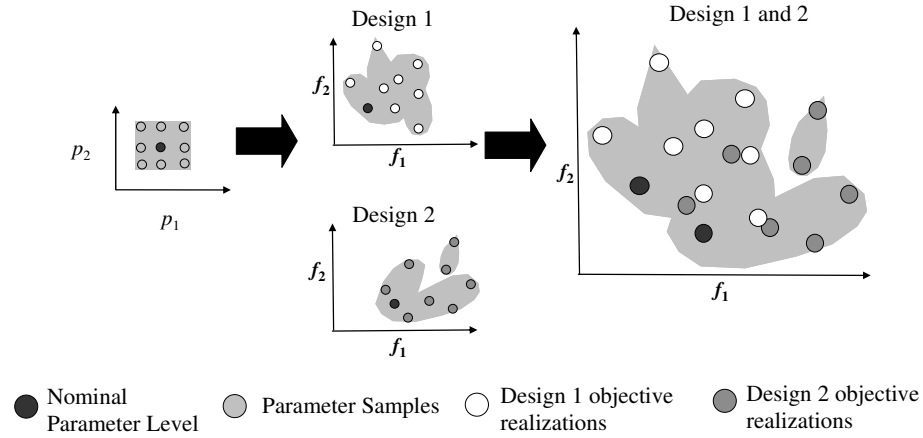 Design 1
Design 1 and 2
f2
f1
p2
p1
Design 2
f2
f1
f2
f1
Nominal
Parameter Level
Parameter Samples
Design 1 objective
realizations
Design 2 objective
realizations